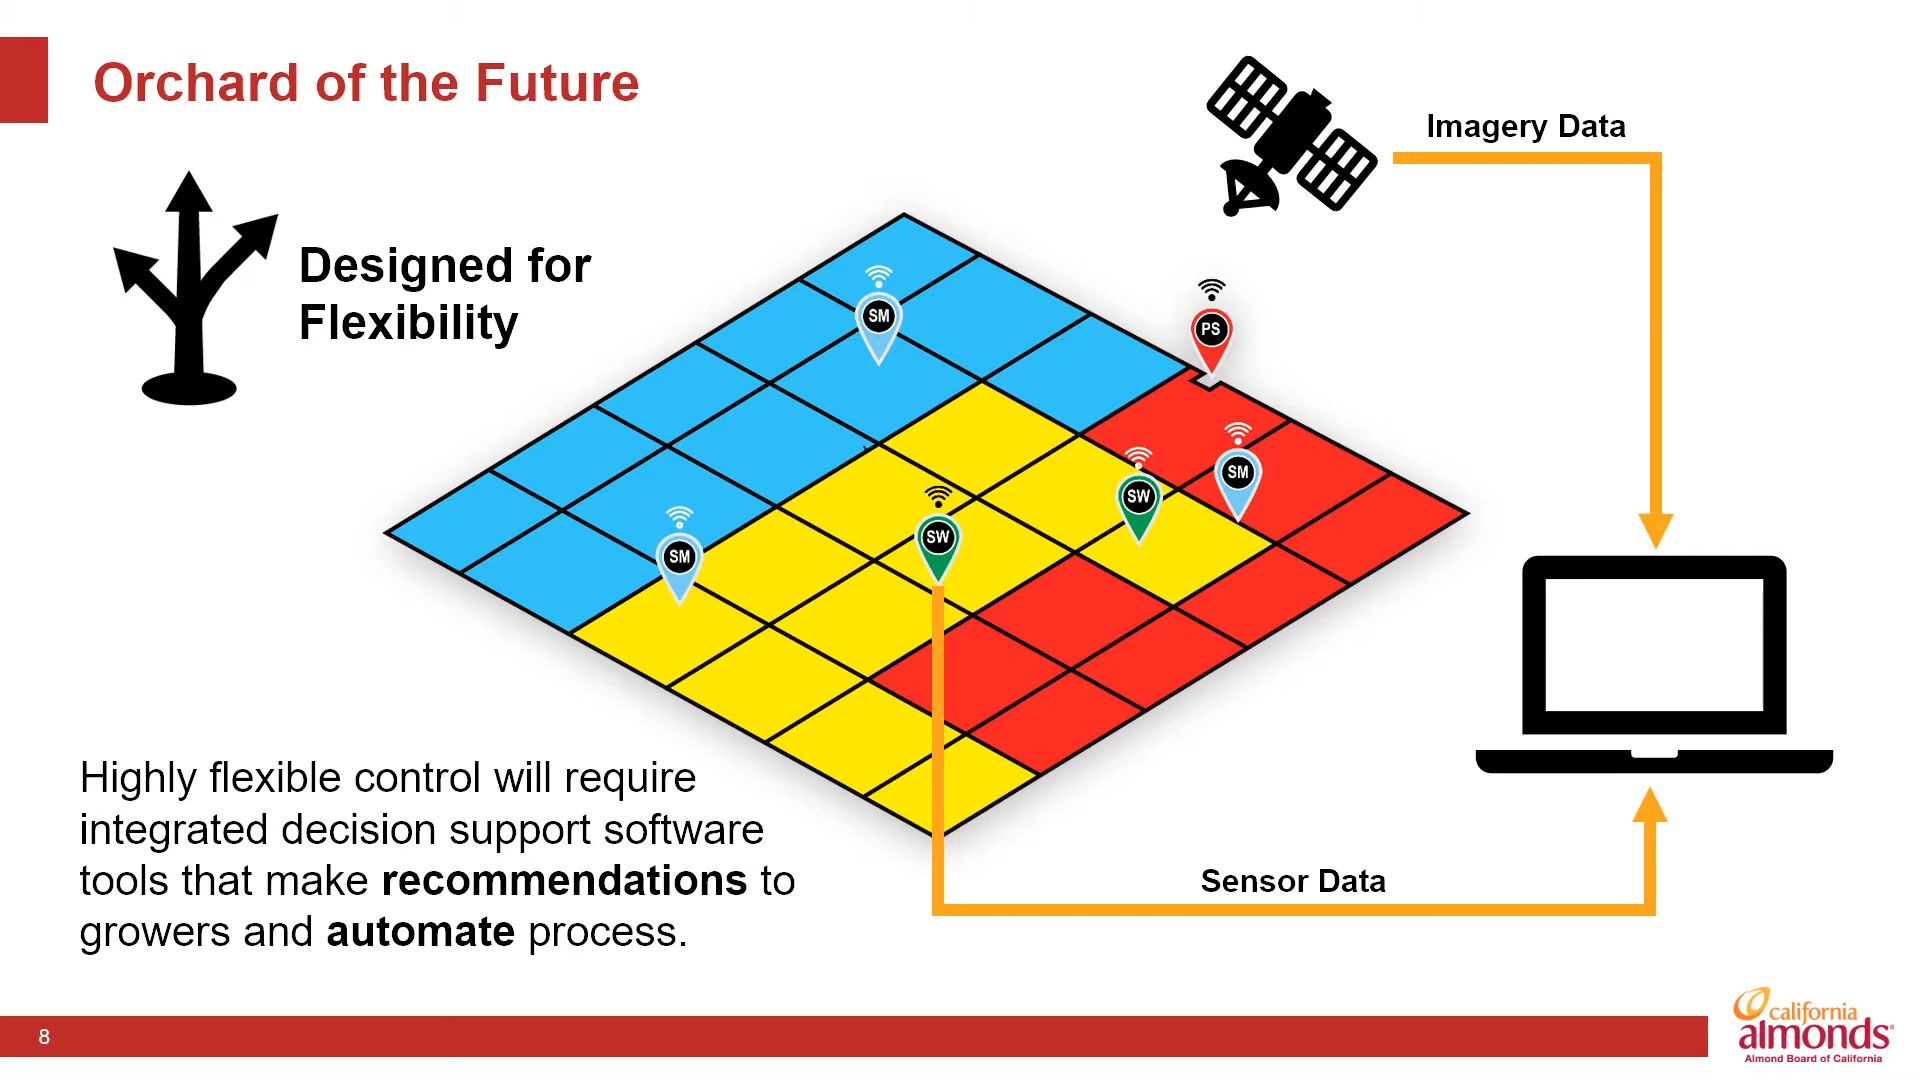 Orchard of the Future
Imagery Data
Designed for
Flexibility
SM
PS
SM
SW
SW
SM
Highly flexible control will require
integrated decision support software
tools that make recommendations to
growers and automate process.
Sensor Data
8
california
almonds®
Almond Board of California